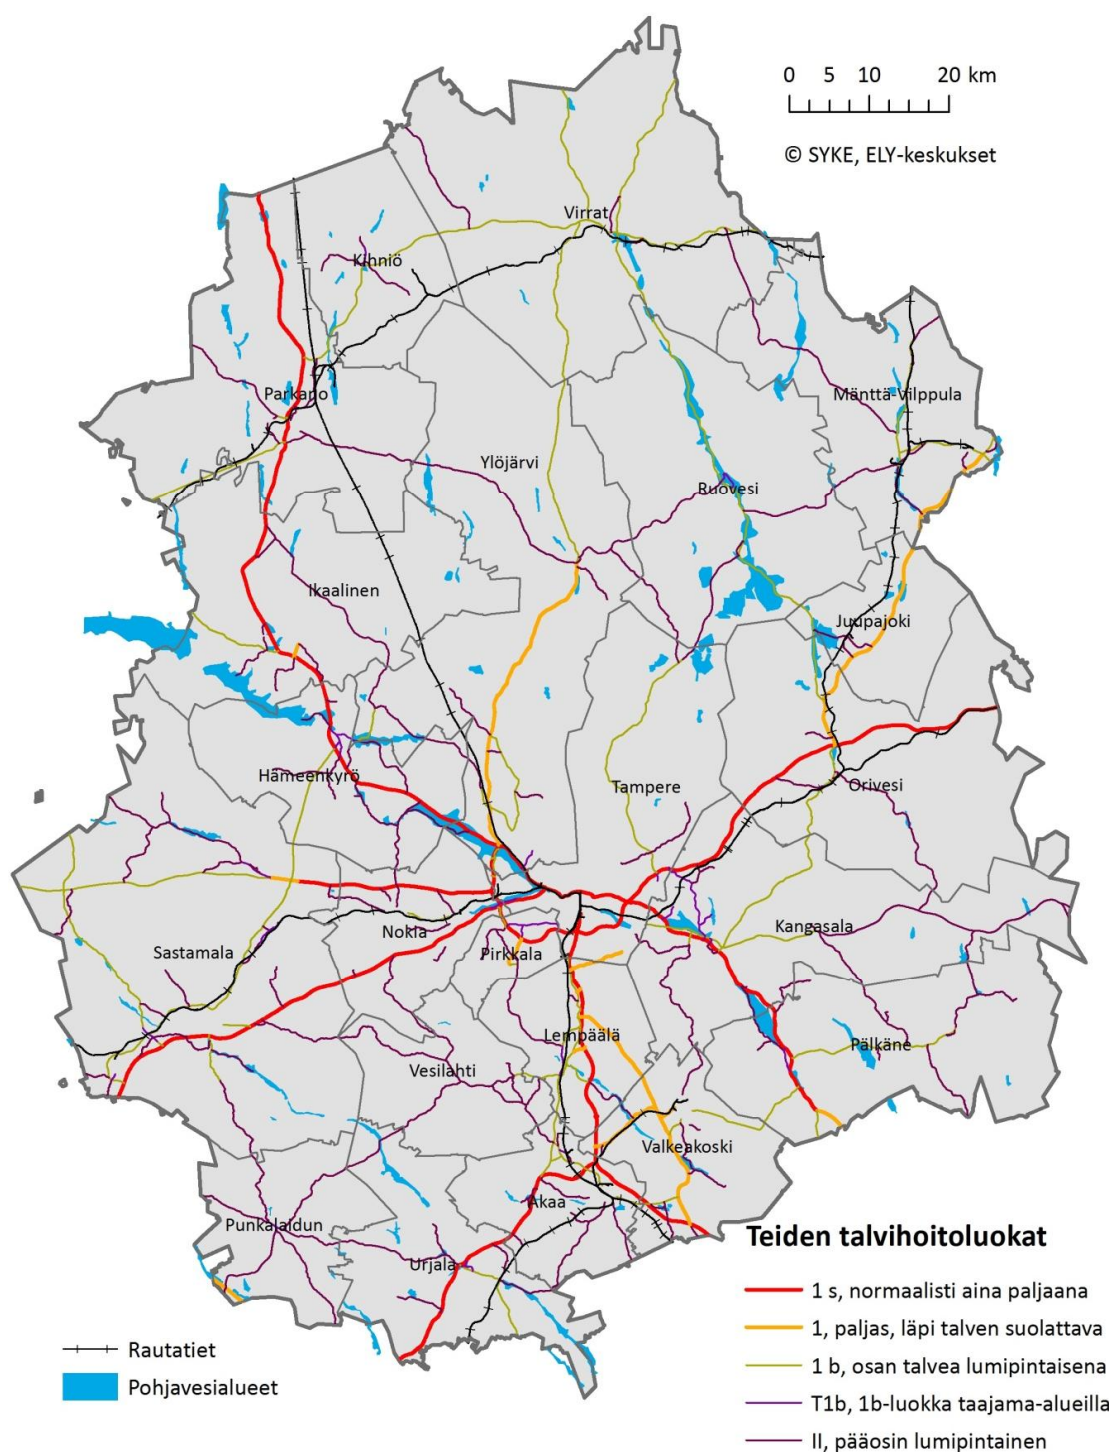 0 5 10 20 km
© SYKE, ELY-keskukset
Virrat
Kihniö
Parkano
Mänttä-Vilppula
Ylöjärvi
Ruovesi
Ikaalinen
Juupajoki
Hämeenkyrö
Tampere
Orivesi
Nokia
Kangasala
Sastamala
Pirkkala
Lempäälä
Pälkäne
Vesilahti
Valkeakoski
Akaa
Punkalaidun
Urjala
Teiden talvihoitoluokat
1 s, normaalisti aina paljaana
1, paljas, läpi talven suolattava
1 b, osan talvea lumipintaisena
T1b, 1b-luokka taajama-alueilla
II, pääosin lumipintainen
Rautatiet
Pohjavesialueet